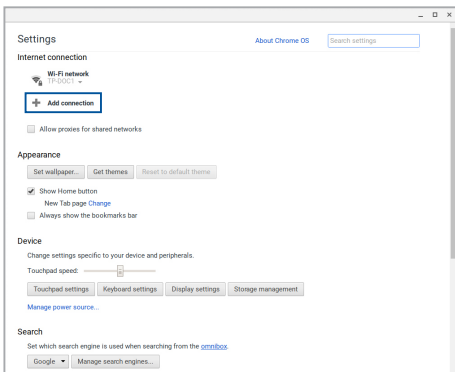 Settings
About Chrome OS
Search settings
Internet connection
Wi-Fi network
TP-DOC1
Add connection
Allow proxies for shared networks
Appearance
Set wallpaper... Get themes Reset to default theme
Show Home button
New Tab page Change
Always show the bookmarks bar
Device
Change settings specific to your device and peripherals.
Touchpad speed:
Touchpad settings Keyboard settings Display settings Storage management
Manage power source...
Search
Set which search engine is used when searching from the omnibox.
Google Manage search engines...